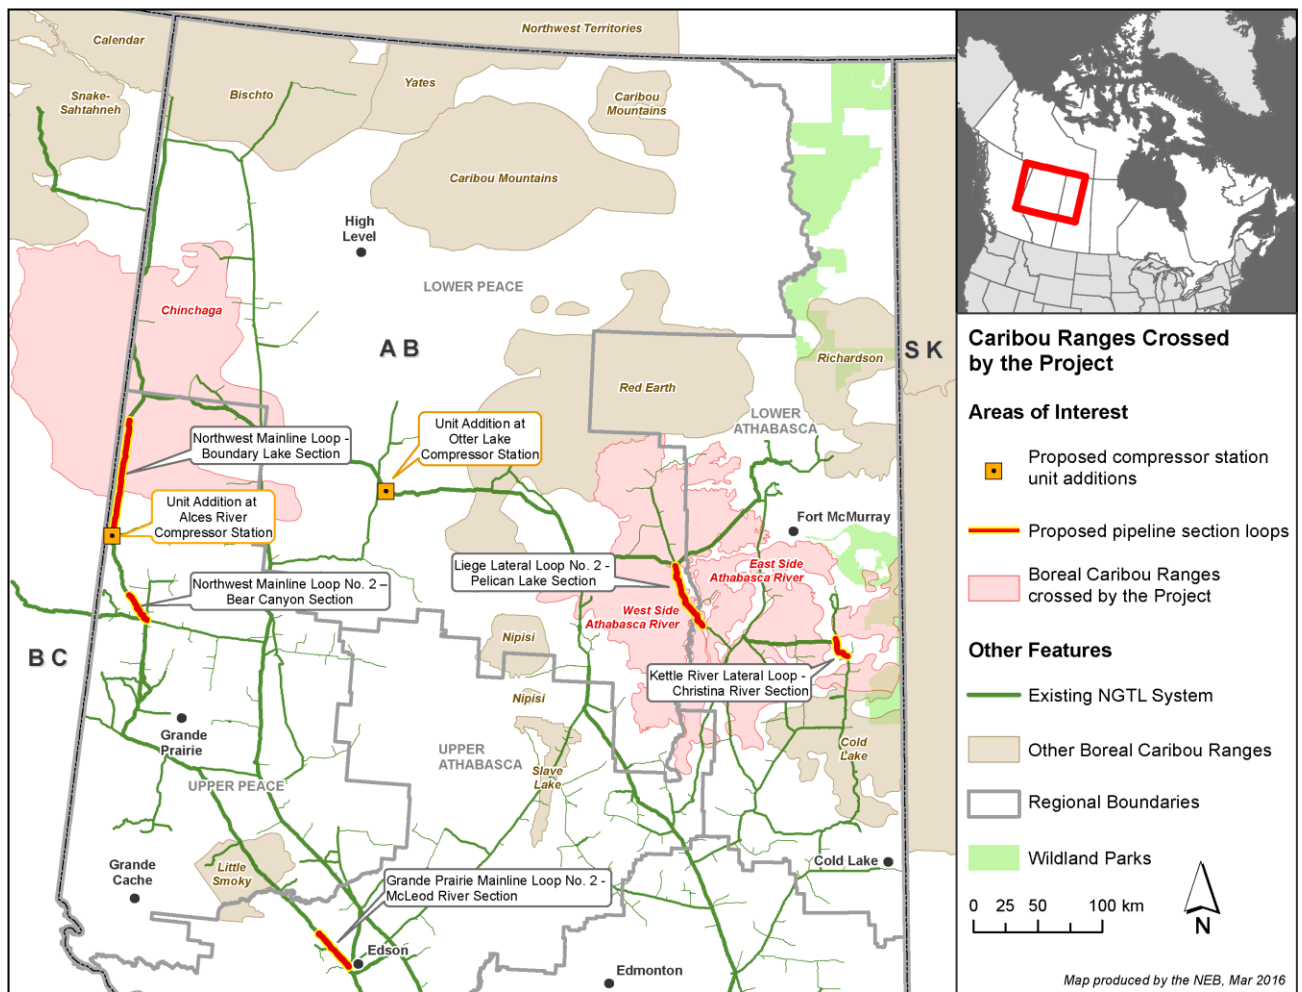 Northwest Territories
Calendar
Snake-
Sahtahneh
Bischto
Yates
Caribou
Mountains
Caribou Mountains
High
Level
LOWER PEACE
Chinchaga
A B
S K
Richardson
Red Earth
LOWER
ATHABASCA
Unit Addition at
Otter Lake
Compressor Station
Northwest Mainline Loop -
Boundary Lake Section
Unit Addition at
Alces River
Compressor Station
Fort McMurray
Liege Lateral Loop No. 2 -
Pelican Lake Section
East Side
Athabasca River
Northwest Mainline Loop No. 2 –
Bear Canyon Section
West Side
Athabasca River
B C
Nipisi
Kettle River Lateral Loop -
Christina River Section
Nipisi
Grande
Prairie
UPPER
ATHABASCA
Cold
Lake
Slave
Lake
UPPER PEACE
Grande
Cache
Little
Smoky
Cold Lake
Grande Prairie Mainline Loop No. 2 -
McLeod River Section
Edson
Edmonton
Caribou Ranges Crossed
by the Project
Areas of Interest
Proposed compressor station
unit additions
Proposed pipeline section loops
Boreal Caribou Ranges
crossed by the Project
Other Features
Existing NGTL System
Other Boreal Caribou Ranges
Regional Boundaries
Wildland Parks
0 25 50 100 km
N
Map produced by the NEB, Mar 2016